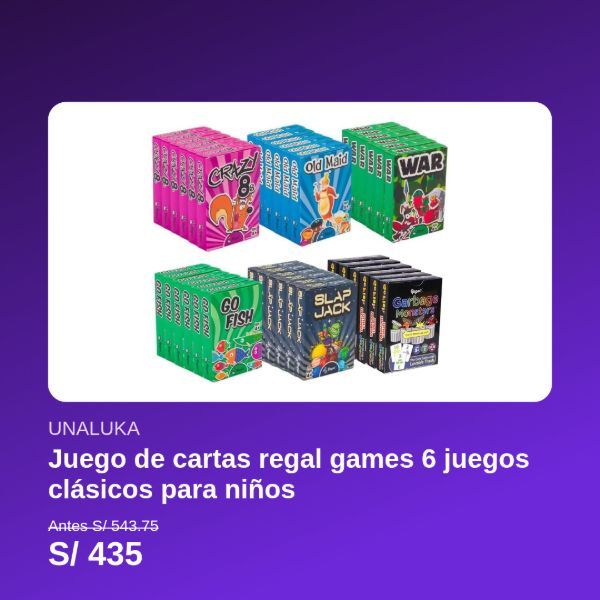 CRAZY
8s
Old Maid
WAR
GO
FISH
SLAP
JACK
Garbage
Monsters
UNALUKA
Juego de cartas regal games 6 juegos
clásicos para niños
Antes S/ 543.75
S/ 435